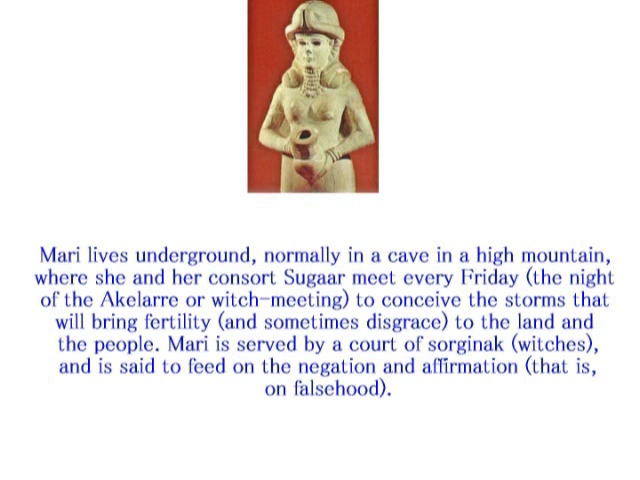 Mari lives underground, normally in a cave in a high mountain,
where she and her consort Sugaar meet every Friday (the night
of the Akelarre or witch-meeting) to conceive the storms that
will bring fertility (and sometimes disgrace) to the land and
the people. Mari is served by a court of sorginak (witches),
and is said to feed on the negation and affirmation (that is,
on falsehood).